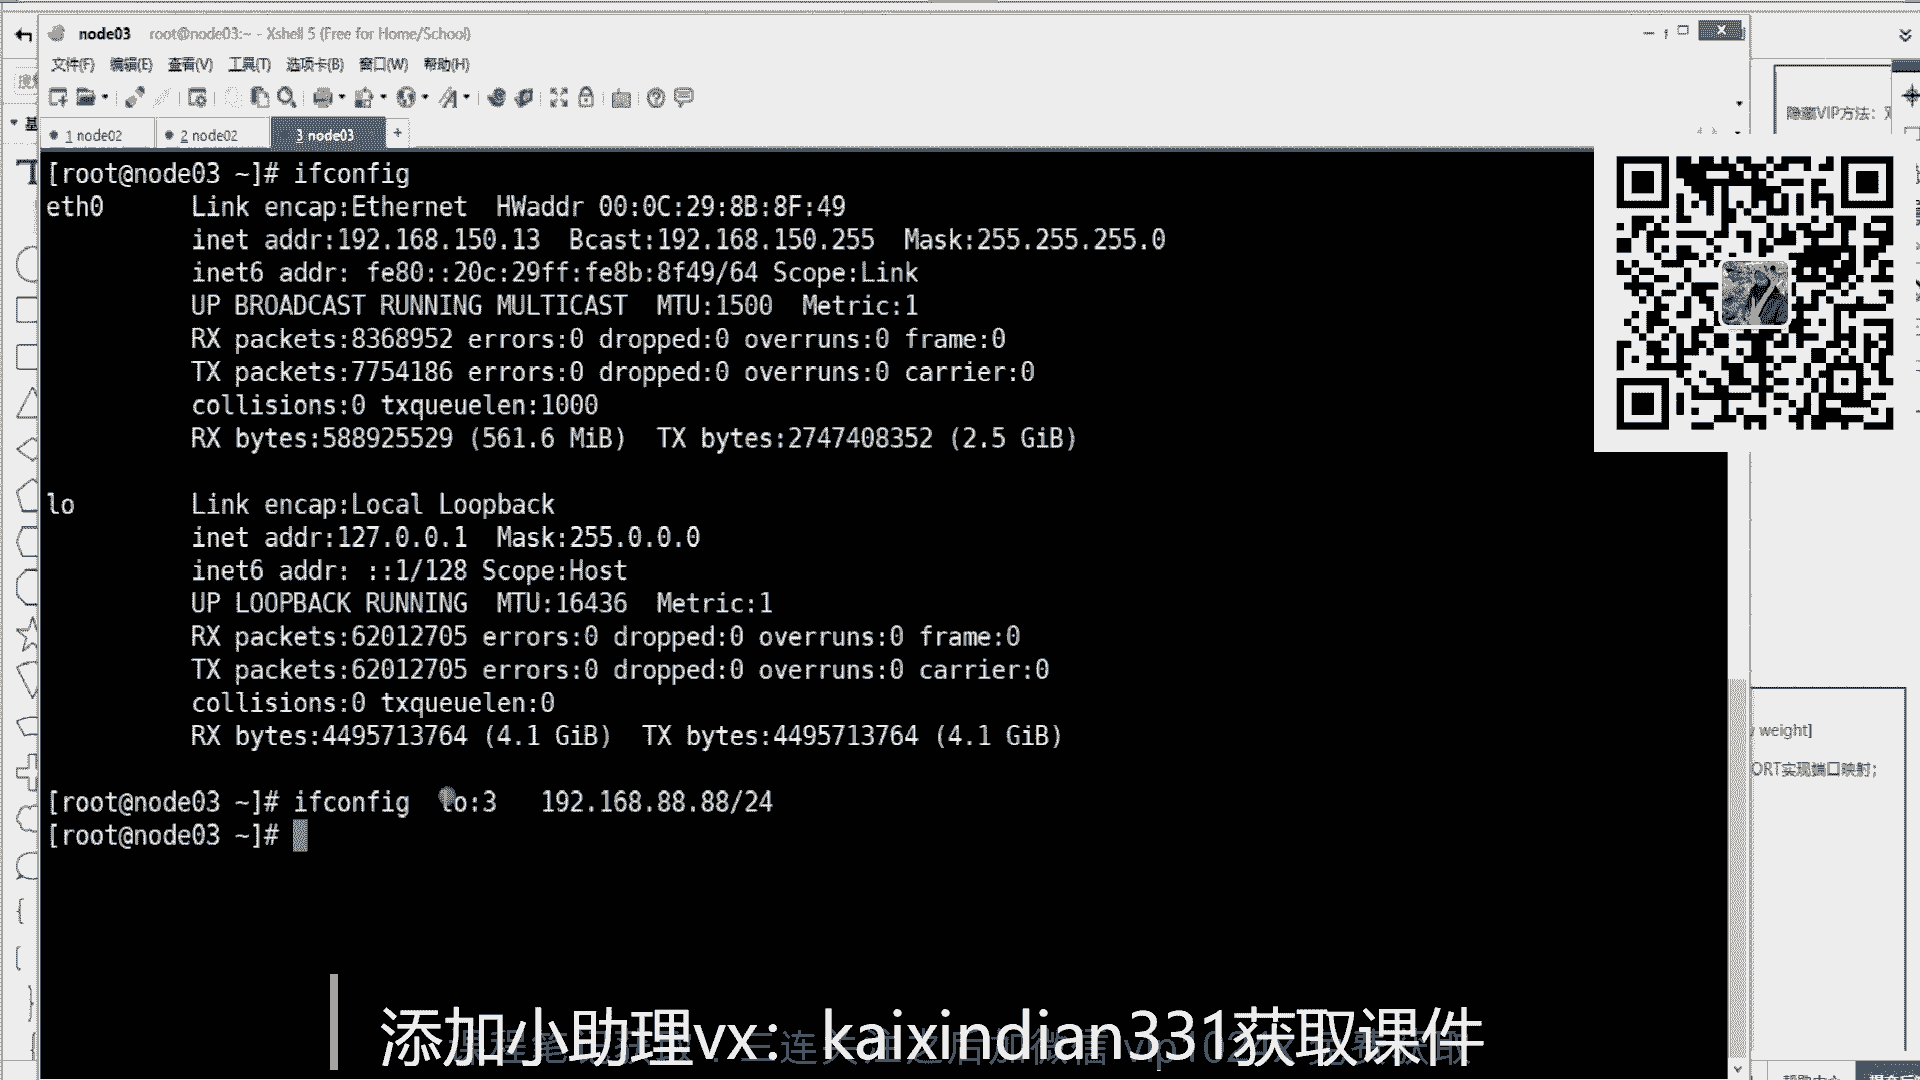 node03 root@node03:~ - Xshell 5 (Free for Home/School)
文件(F) 编辑(E) 查看(V) 工具(T) 选项卡(B) 窗口(W) 帮助(H)
1 node02 2 node02 3 node03 +
隐藏VIP方法:
[root@node03 ~]# ifconfig
eth0 Link encap:Ethernet HWaddr 00:0C:29:8B:8F:49
inet addr:192.168.150.13 Bcast:192.168.150.255 Mask:255.255.255.0
inet6 addr: fe80::20c:29ff:fe8b:8f49/64 Scope:Link
UP BROADCAST RUNNING MULTICAST MTU:1500 Metric:1
RX packets:8368952 errors:0 dropped:0 overruns:0 frame:0
TX packets:7754186 errors:0 dropped:0 overruns:0 carrier:0
collisions:0 txqueuelen:1000
RX bytes:588925529 (561.6 MiB) TX bytes:2747408352 (2.5 GiB)
lo Link encap:Local Loopback
inet addr:127.0.0.1 Mask:255.0.0.0
inet6 addr: ::1/128 Scope:Host
UP LOOPBACK RUNNING MTU:16436 Metric:1
RX packets:62012705 errors:0 dropped:0 overruns:0 frame:0
TX packets:62012705 errors:0 dropped:0 overruns:0 carrier:0
collisions:0 txqueuelen:0
RX bytes:4495713764 (4.1 GiB) TX bytes:4495713764 (4.1 GiB)
weight]
ORT实现端口映射;
[root@node03 ~]# ifconfig lo:3 192.168.88.88/24
[root@node03 ~]#
添加小助理vx：kaixindian331获取课件